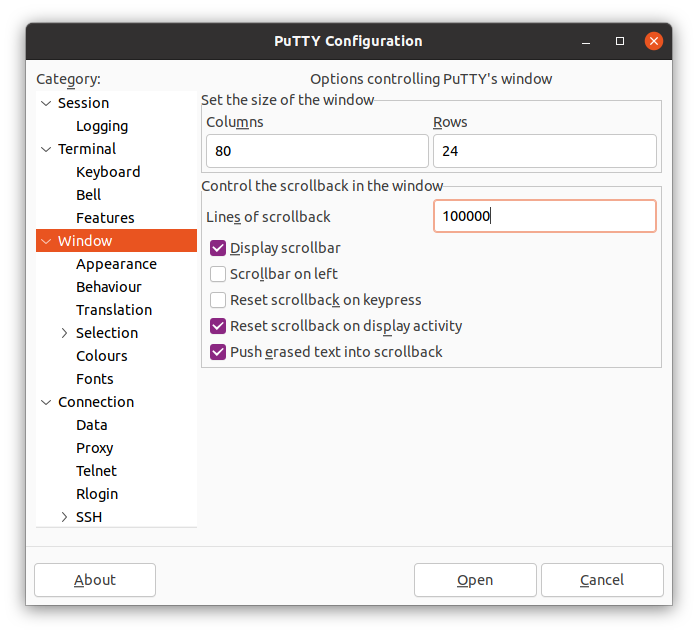 PuTTY Configuration
Category:
Session
Logging
Terminal
Keyboard
Bell
Features
Window
Appearance
Behaviour
Translation
Selection
Colours
Fonts
Connection
Data
Proxy
Telnet
Rlogin
SSH
Options controlling PuTTY's window
Set the size of the window
Columns Rows
80 24
Control the scrollback in the window
Lines of scrollback 100000
Display scrollbar
Scrollbar on left
Reset scrollback on keypress
Reset scrollback on display activity
Push erased text into scrollback
About Open Cancel